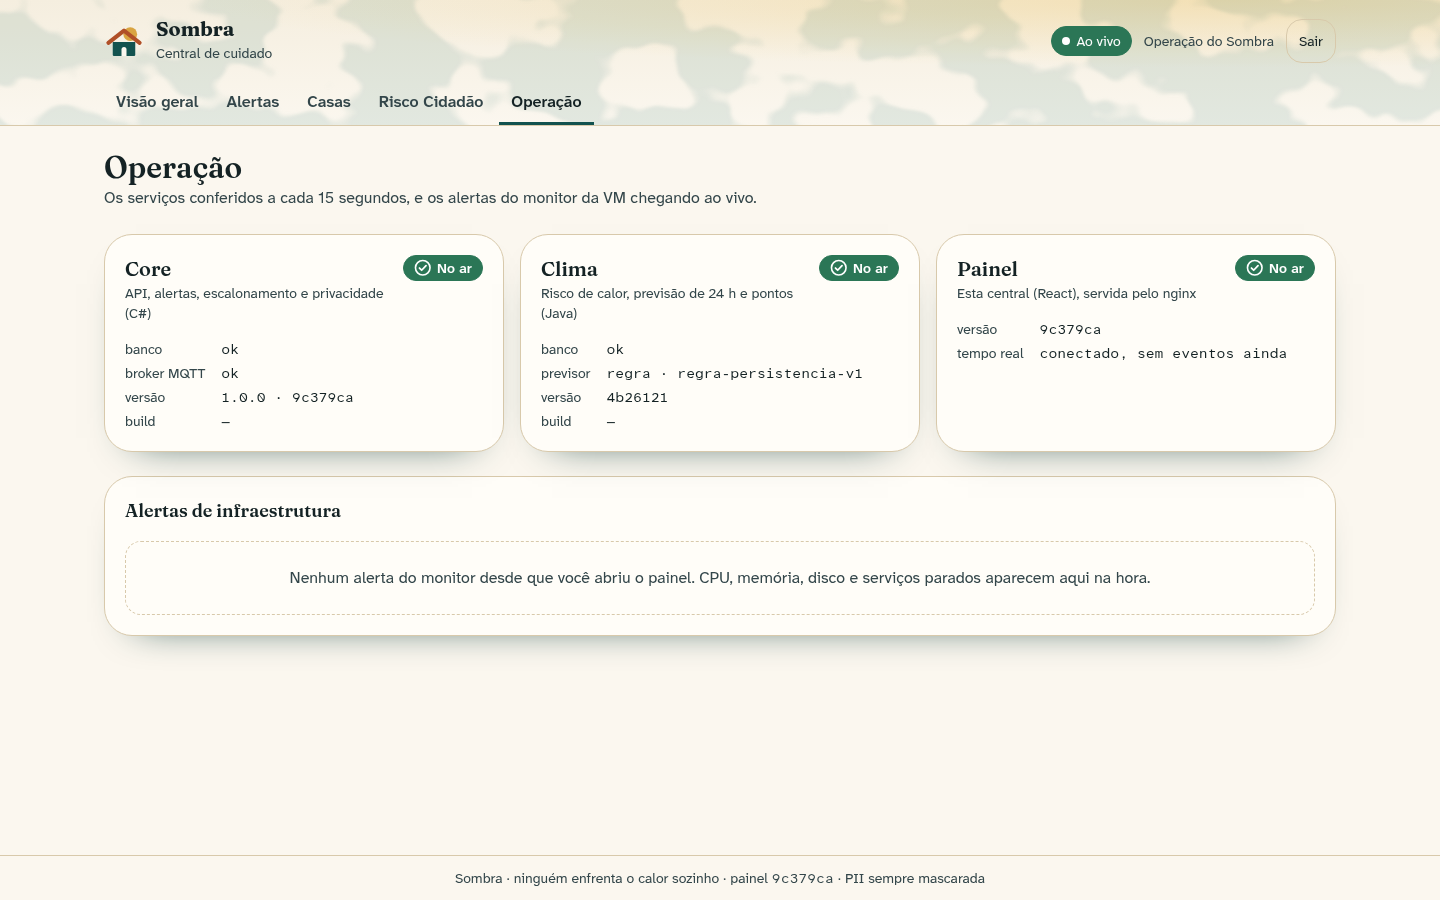 Sombra
Central de cuidado
Ao vivo
Operação do Sombra
Sair
Visão geral
Alertas
Casas
Risco Cidadão
Operação
Operação
Os serviços conferidos a cada 15 segundos, e os alertas do monitor da VM chegando ao vivo.
Core
No ar
API, alertas, escalonamento e privacidade
(C#)
banco ok
broker MQTT ok
versão 1.0.0 · 9c379ca
build —
Clima
No ar
Risco de calor, previsão de 24 h e pontos
(Java)
banco ok
previsor regra · regra-persistencia-v1
versão 4b26121
build —
Painel
No ar
Esta central (React), servida pelo nginx
versão 9c379ca
tempo real conectado, sem eventos ainda
Alertas de infraestrutura
Nenhum alerta do monitor desde que você abriu o painel. CPU, memória, disco e serviços parados aparecem aqui na hora.
Sombra · ninguém enfrenta o calor sozinho · painel 9c379ca · PII sempre mascarada